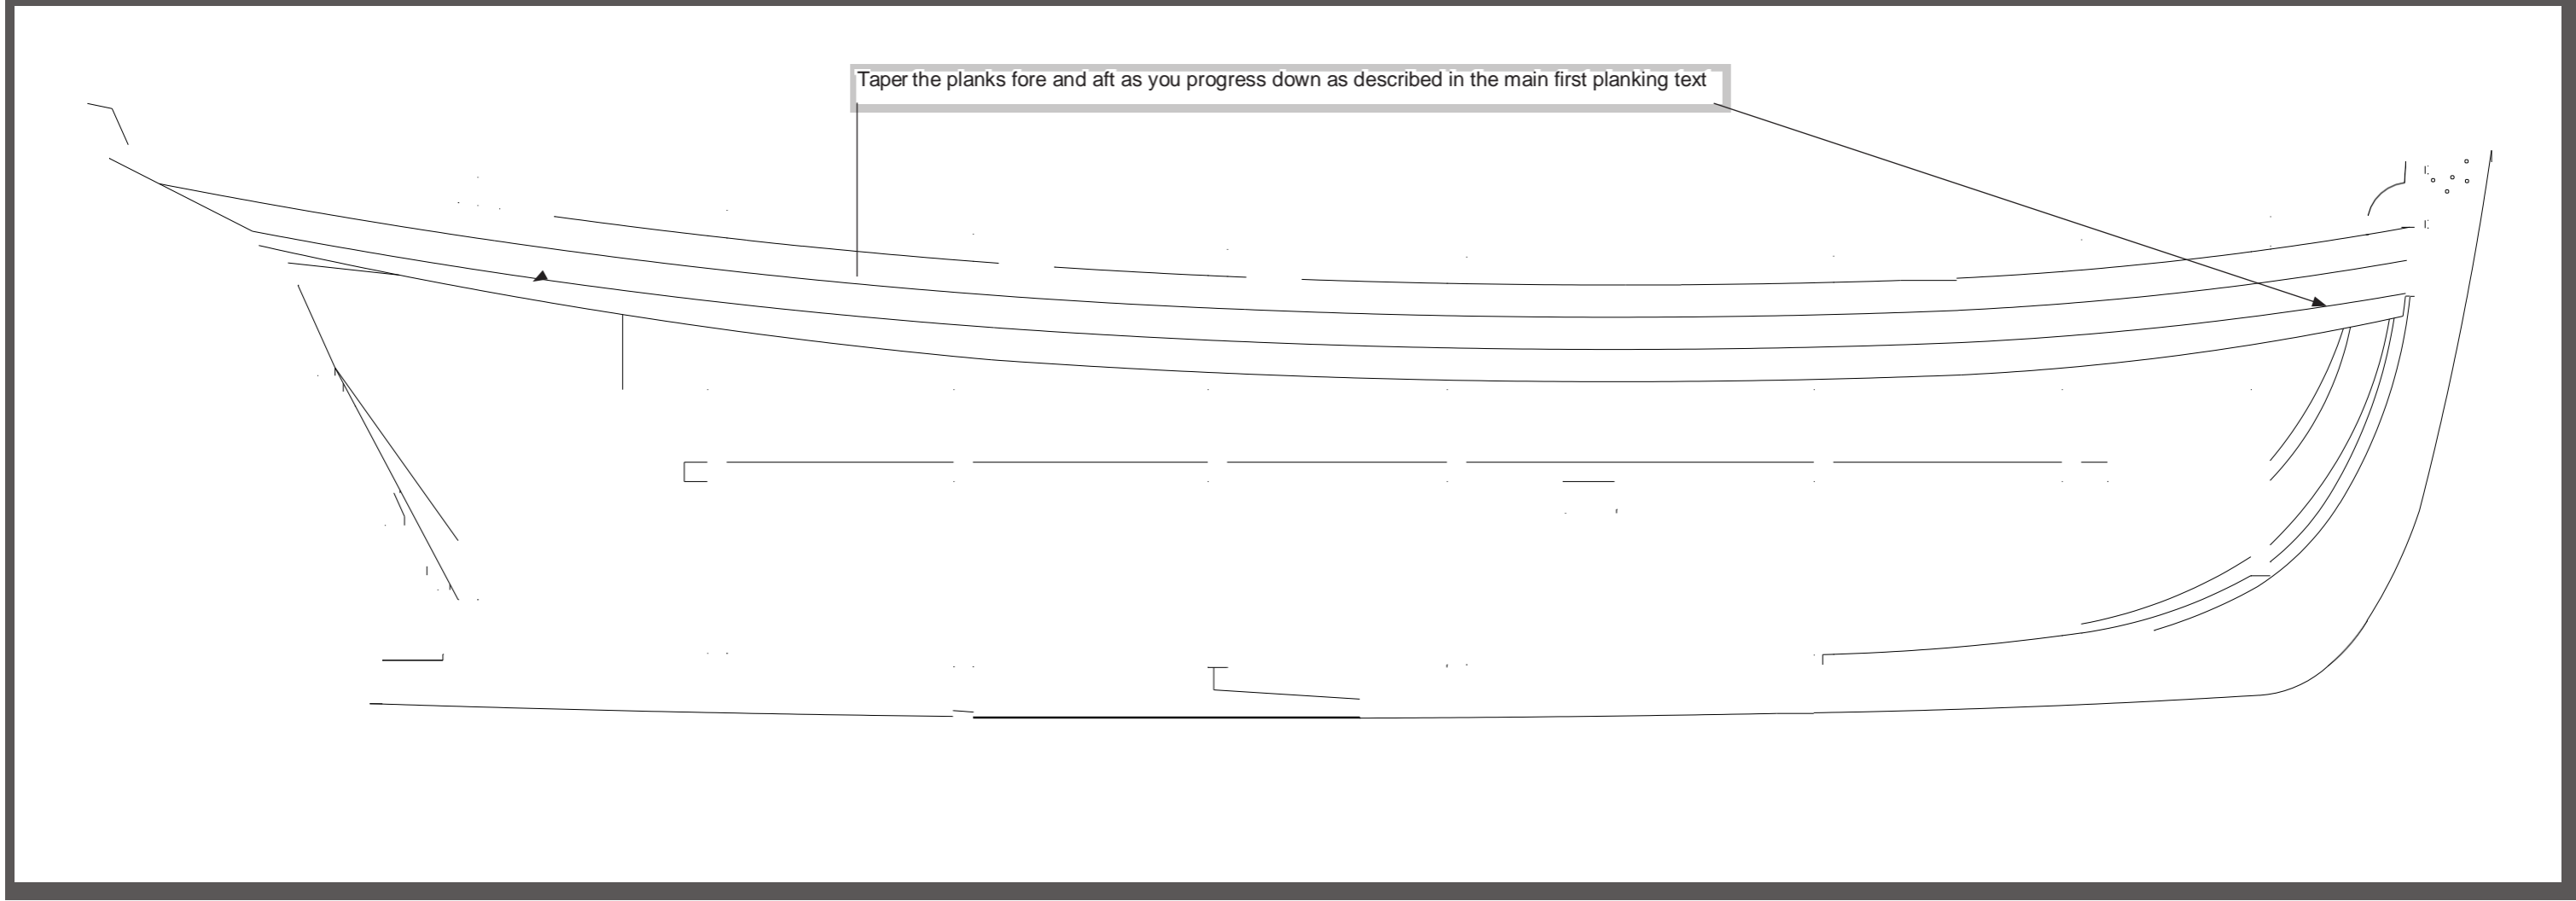 Taper the planks fore and aft as you progress down as described in the main first planking text